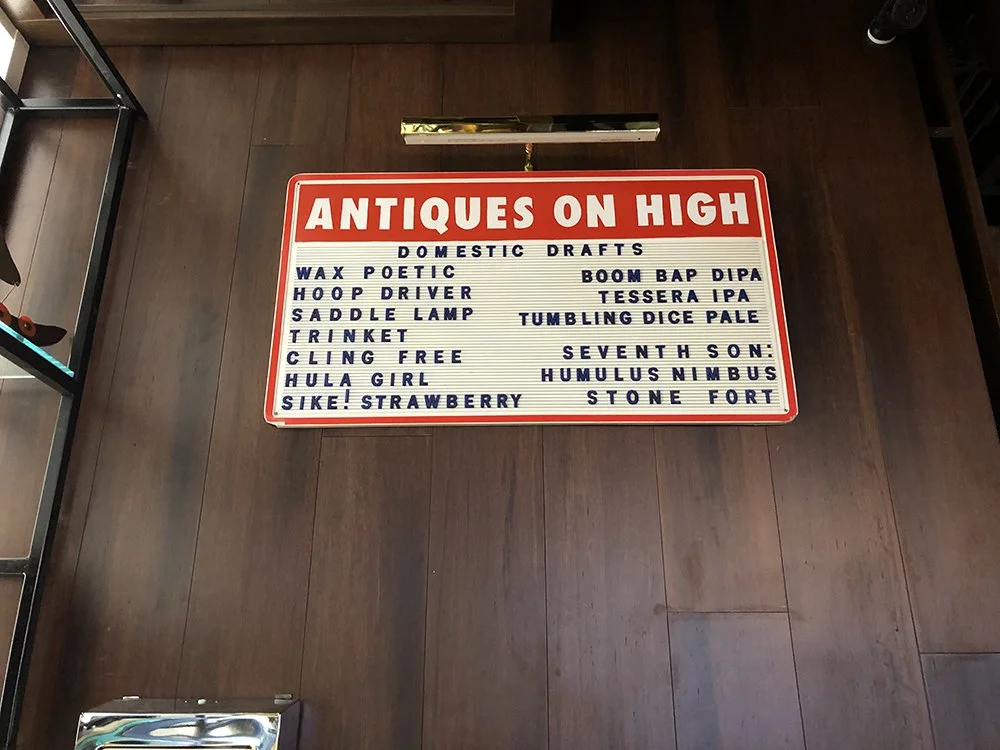 ANTIQUES ON HIGH
DOMESTIC DRAFTS
WAX POETIC
HOOP DRIVER
SADDLE LAMP
TRINKET
CLING FREE
HULA GIRL
SIKE! STRAWBERRY
BOOM BAP DIPA
TESSERA IPA
TUMBLING DICE PALE
SEVENTH SON:
HUMULUS NIMBUS
STONE FORT